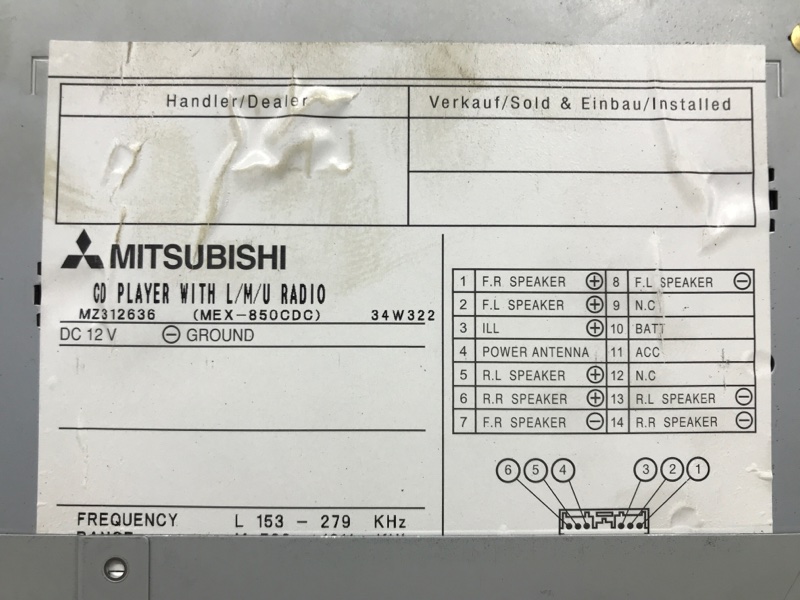 Handler/Dealer
Verkauf/Sold & Einbau/Installed
MITSUBISHI
CD PLAYER WITH L/M/U RADIO
MZ312636 (MEX-850CDC) 34W322
DC 12 V ⊖ GROUND
1 F.R SPEAKER ⊕ 8 F.L SPEAKER ⊖
2 F.L SPEAKER ⊕ 9 N.C
3 ILL ⊕ 10 BATT
4 POWER ANTENNA 11 ACC
5 R.L SPEAKER ⊕ 12 N.C
6 R.R SPEAKER ⊕ 13 R.L SPEAKER ⊖
7 F.R SPEAKER ⊖ 14 R.R SPEAKER ⊖
6 5 4 3 2 1
FREQUENCY L 153 - 279 KHz